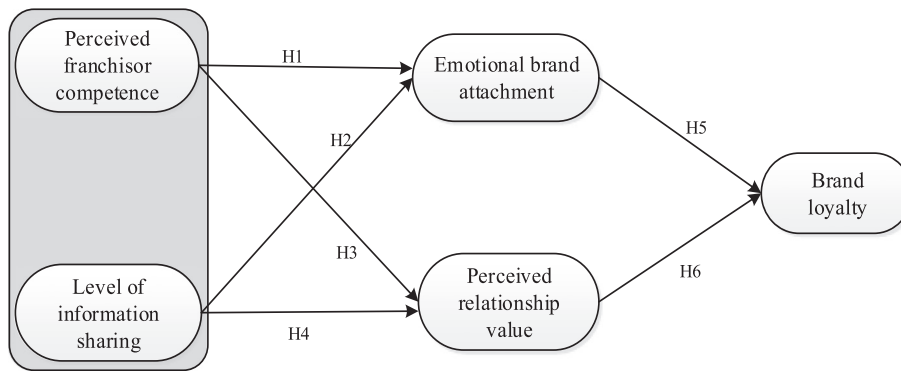 Perceived
franchisor
competence
H1
Emotional brand
attachment
H2
H5
Brand
loyalty
H3
H6
Level of
information
sharing
H4
Perceived
relationship
value